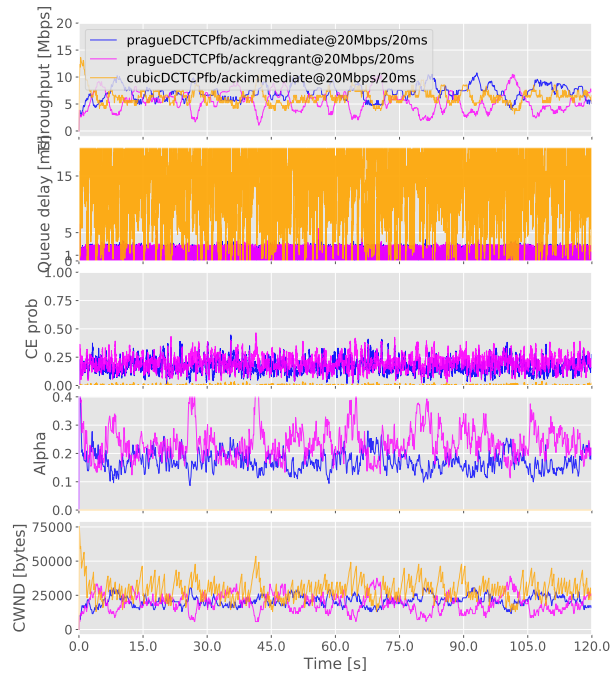 Throughput [Mbps]
20
15
10
5
0
pragueDCTCPfb/ackimmediate@20Mbps/20ms
pragueDCTCPfb/ackreqgrant@20Mbps/20ms
cubicDCTCPfb/ackimmediate@20Mbps/20ms
Queue delay [ms]
15
5
1
0
CE prob
1.00
0.75
0.50
0.25
0.00
Alpha
0.4
0.3
0.2
0.1
0.0
CWND [bytes]
75000
50000
25000
0
0.0 15.0 30.0 45.0 60.0 75.0 90.0 105.0 120.0
Time [s]